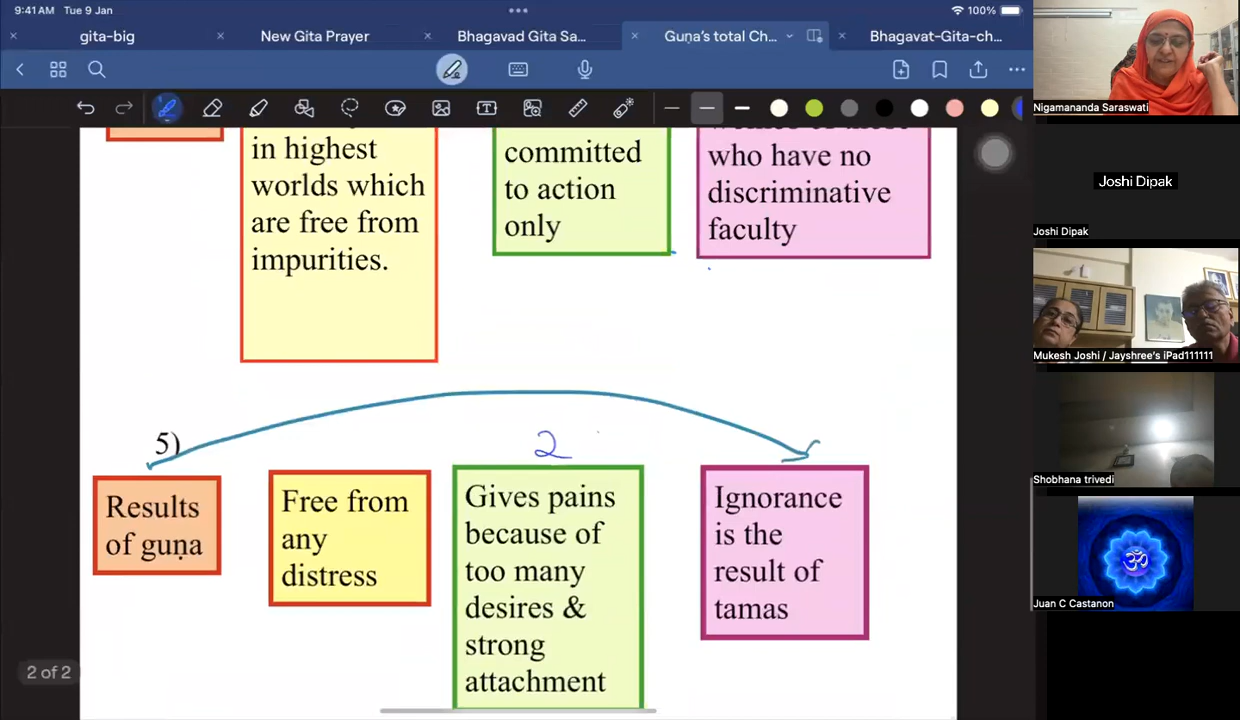 9:41 AM Tue 9 Jan
100%
gita-big
New Gita Prayer
Bhagavad Gita Sa...
Guṇa's total Ch...
Bhagavat-Gita-ch...
in highest
worlds which
are free from
impurities.
committed
to action
only
who have no
discriminative
faculty
5)
2
Results
of guṇa
Free from
any
distress
Gives pains
because of
too many
desires &
strong
attachment
Ignorance
is the
result of
tamas
2 of 2
Nigamananda Saraswati
Joshi Dipak
Joshi Dipak
Mukesh Joshi / Jayshree's iPad111111
Shobhana trivedi
ॐ
Juan C Castanon